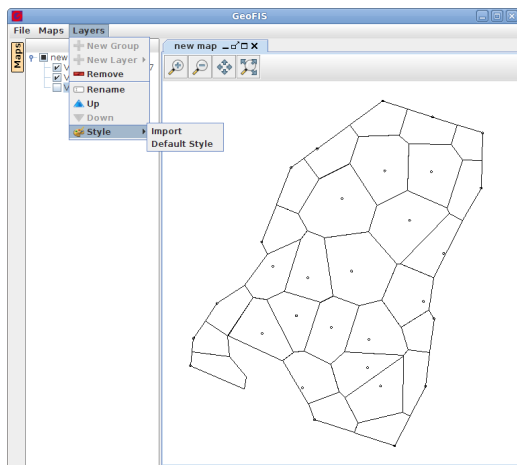 GeoFIS
File Maps Layers
Maps
new map
New Group
New Layer
new
Remove
V 7
V
Rename
V
Up
Down
Style
Import
Default Style